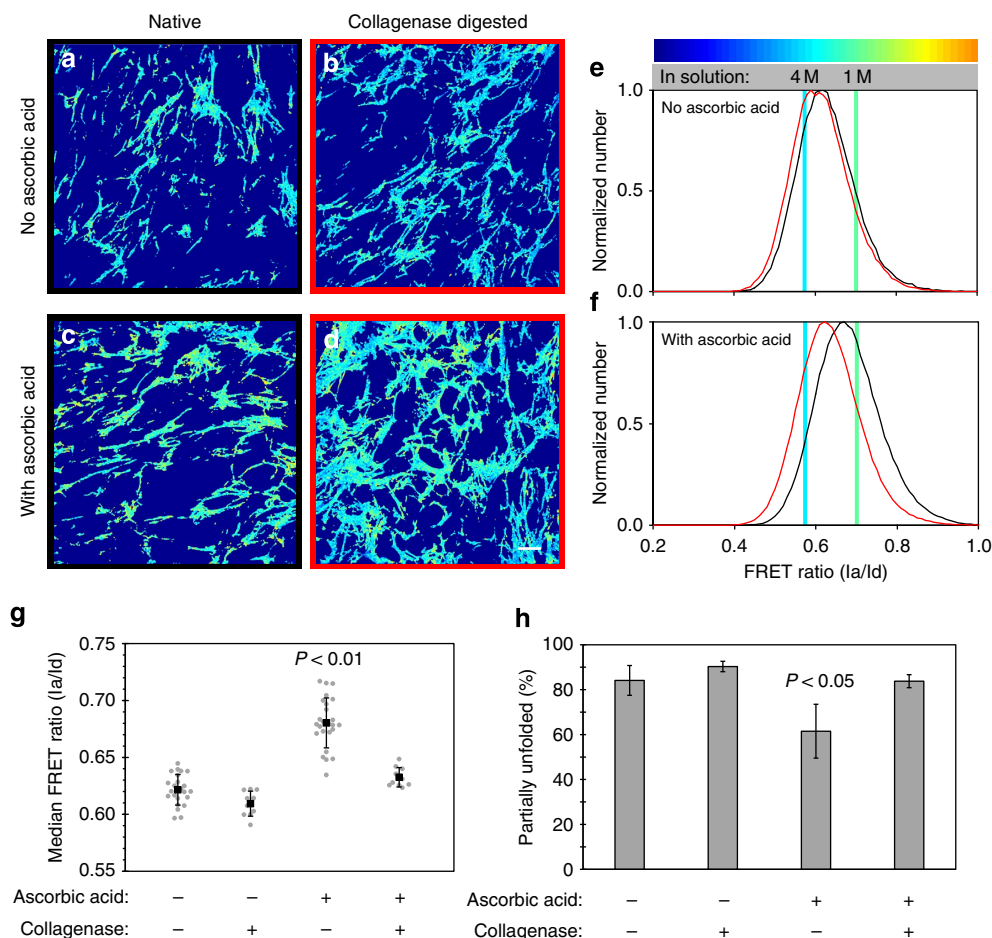 Native
Collagenase digested
No ascorbic acid
With ascorbic acid
a
b
c
d
e
In solution: 4 M 1 M
1.0
No ascorbic acid
0.5
0.0
Normalized number
f
1.0
With ascorbic acid
0.5
0.0
Normalized number
0.2 0.4 0.6 0.8 1.0
FRET ratio (Ia/Id)
g
0.75
0.70
0.65
0.60
0.55
Median FRET ratio (Ia/Id)
P < 0.01
Ascorbic acid: – – + +
Collagenase: – + – +
h
100
80
60
40
20
0
Partially unfolded (%)
P < 0.05
Ascorbic acid: – – + +
Collagenase: – + – +